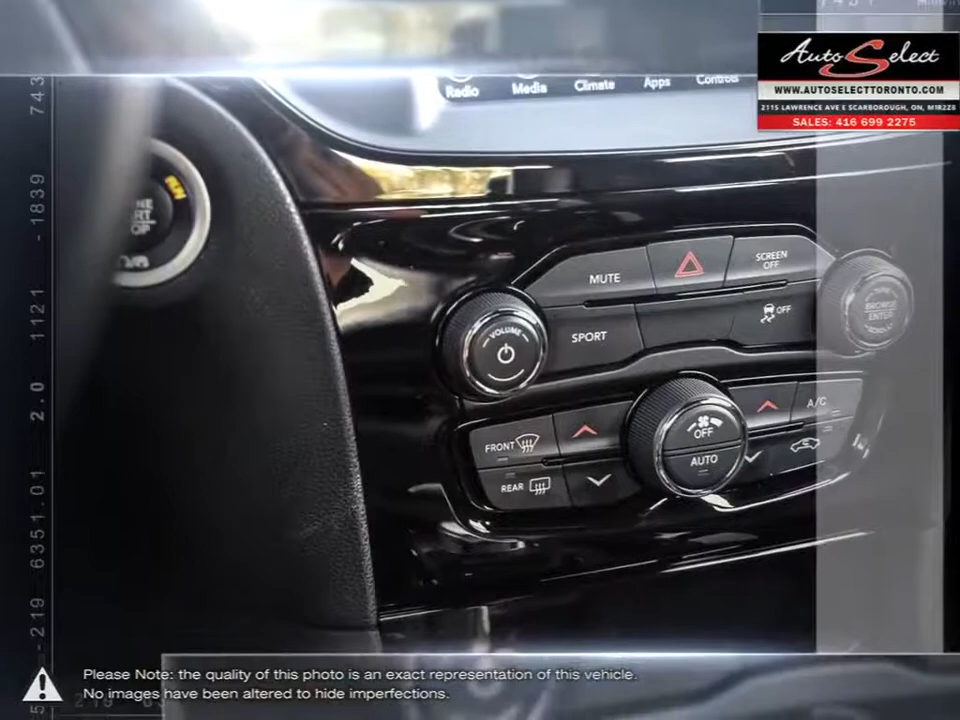 AutoSelect
WWW.AUTOSELECTTORONTO.COM
2115 LAWRENCE AVE E SCARBOROUGH, ON, M1R2Z8
SALES: 416 699 2275
Radio Media Climate Apps Controls
743
- 1839
1121
2.0
6351.01
- 219
RUN
MUTE
SCREEN
OFF
VOLUME
SPORT
OFF
BROWSE
ENTER
FRONT
REAR
OFF
AUTO
A/C
Please Note: the quality of this photo is an exact representation of this vehicle.
No images have been altered to hide imperfections.